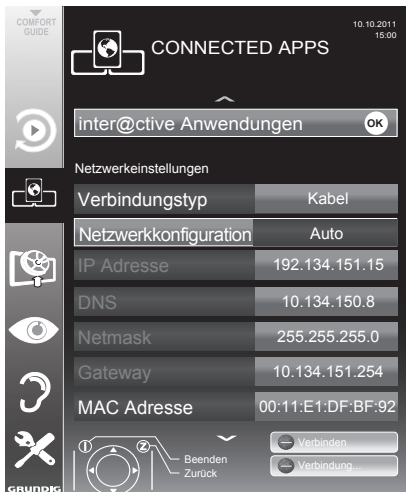 COMFORT
GUIDE
CONNECTED APPS
10.10.2011
15:00
inter@ctive Anwendungen OK
Netzwerkeinstellungen
Verbindungstyp Kabel
Netzwerkkonfiguration Auto
IP Adresse 192.134.151.15
DNS 10.134.150.8
Netmask 255.255.255.0
Gateway 10.134.151.254
MAC Adresse 00:11:E1:DF:BF:92
Beenden
Zurück
Verbinden
Verbindung...
GRUNDIG